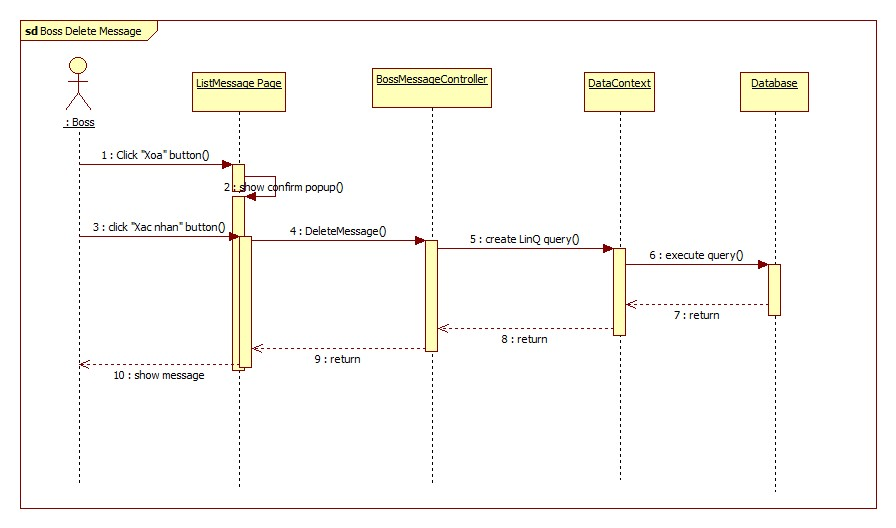 sd Boss Delete Message
: Boss
ListMessage Page
BossMessageController
DataContext
Database
1 : Click "Xoa" button()
2 : show confirm popup()
3 : click "Xac nhan" button()
4 : DeleteMessage()
5 : create LinQ query()
6 : execute query()
7 : return
8 : return
9 : return
10 : show message